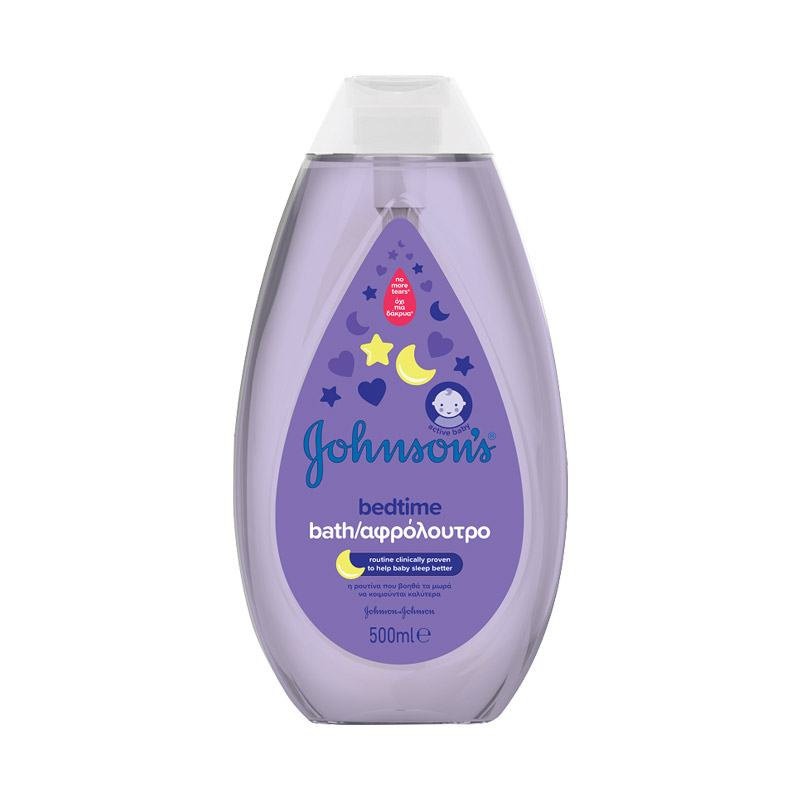 no
more
tears*
όχι
πια
δάκρυα*
active baby
Johnson's®
bedtime
bath/αφρόλουτρο
routine clinically proven
to help baby sleep better
η ρουτίνα που βοηθά τα μωρά
να κοιμούνται καλύτερα
Johnson & Johnson
500ml e